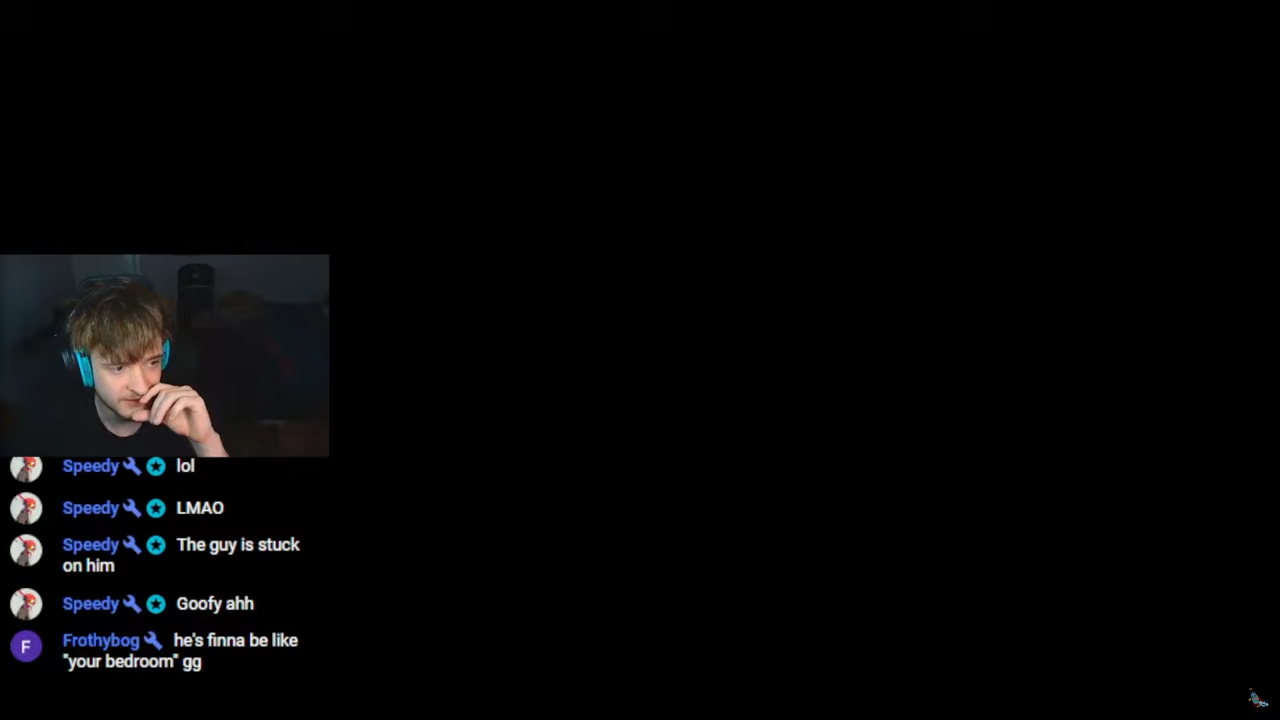 Speedy lol
Speedy LMAO
Speedy The guy is stuck
on him
Speedy Goofy ahh
F
Frothybog he's finna be like
"your bedroom" gg